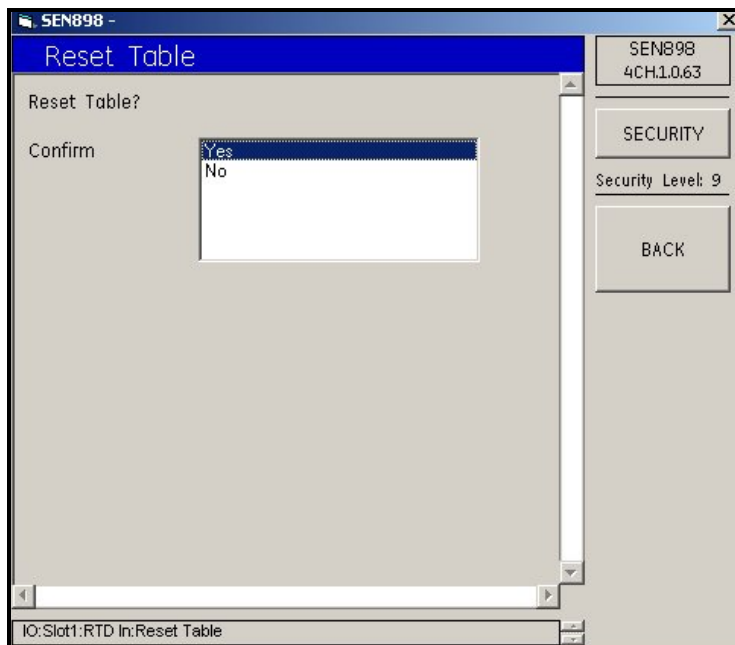 SEN898 -
Reset Table
Reset Table?
Confirm
Yes
No
SEN898
4CH.1.0.63
SECURITY
Security Level: 9
BACK
IO:Slot1:RTD In:Reset Table